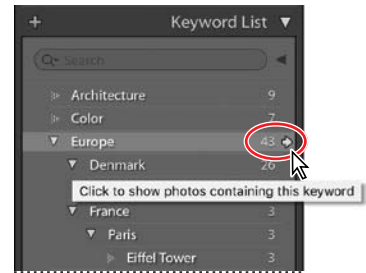 + Keyword List ▼
Search
Architecture 9
Color 7
Europe 43
Denmark 26
Click to show photos containing this keyword
France 3
Paris 3
Eiffel Tower 3